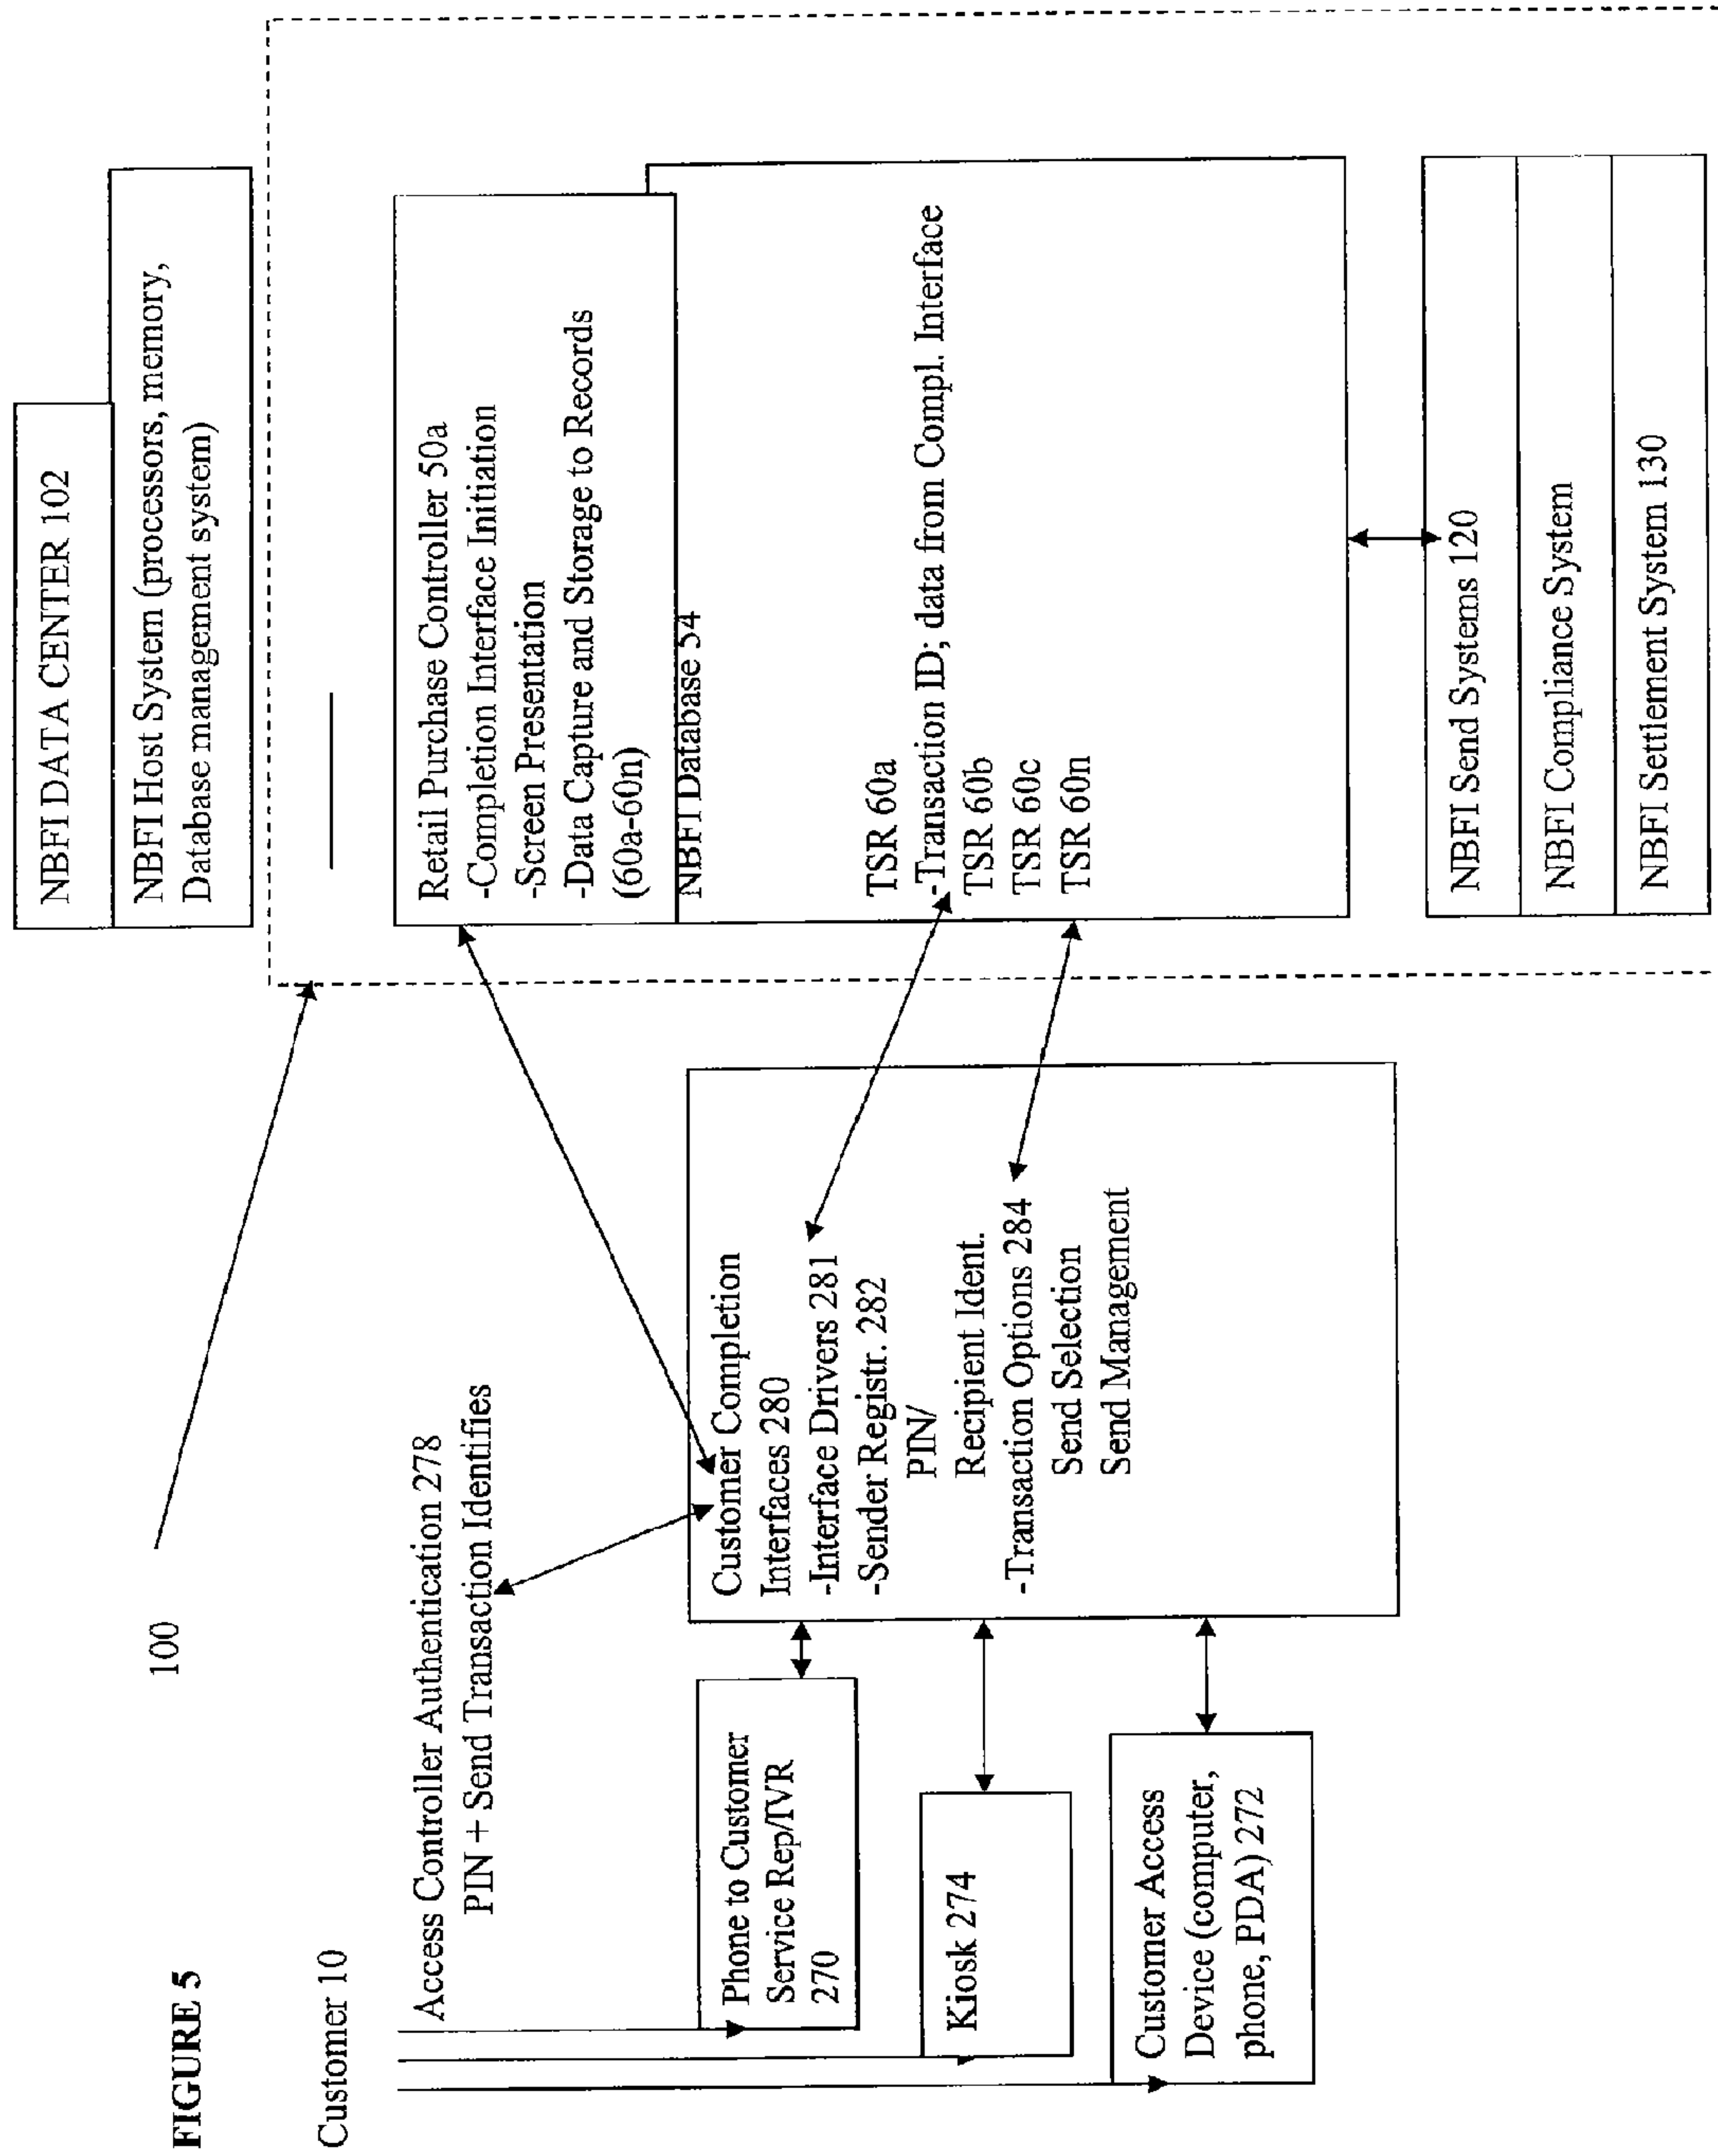 FIGURE 5
100
Customer 10
Access Controller Authentication 278
PIN + Send Transaction Identifies
Phone to Customer
Service Rep/IVR
270
Kiosk 274
Customer Access
Device (computer,
phone, PDA) 272
Customer Completion
Interfaces 280
-Interface Drivers 281
-Sender Registr. 282
PIN/
Recipient Ident.
-Transaction Options 284
Send Selection
Send Management
NBFI DATA CENTER 102
NBFI Host System (processors, memory,
Database management system)
Retail Purchase Controller 50a
-Completion Interface Initiation
-Screen Presentation
-Data Capture and Storage to Records
(60a-60n)
NBFI Database 54
TSR 60a
-Transaction ID; data from Compl. Interface
TSR 60b
TSR 60c
TSR 60n
NBFI Send Systems 120
NBFI Compliance System
NBFI Settlement System 130